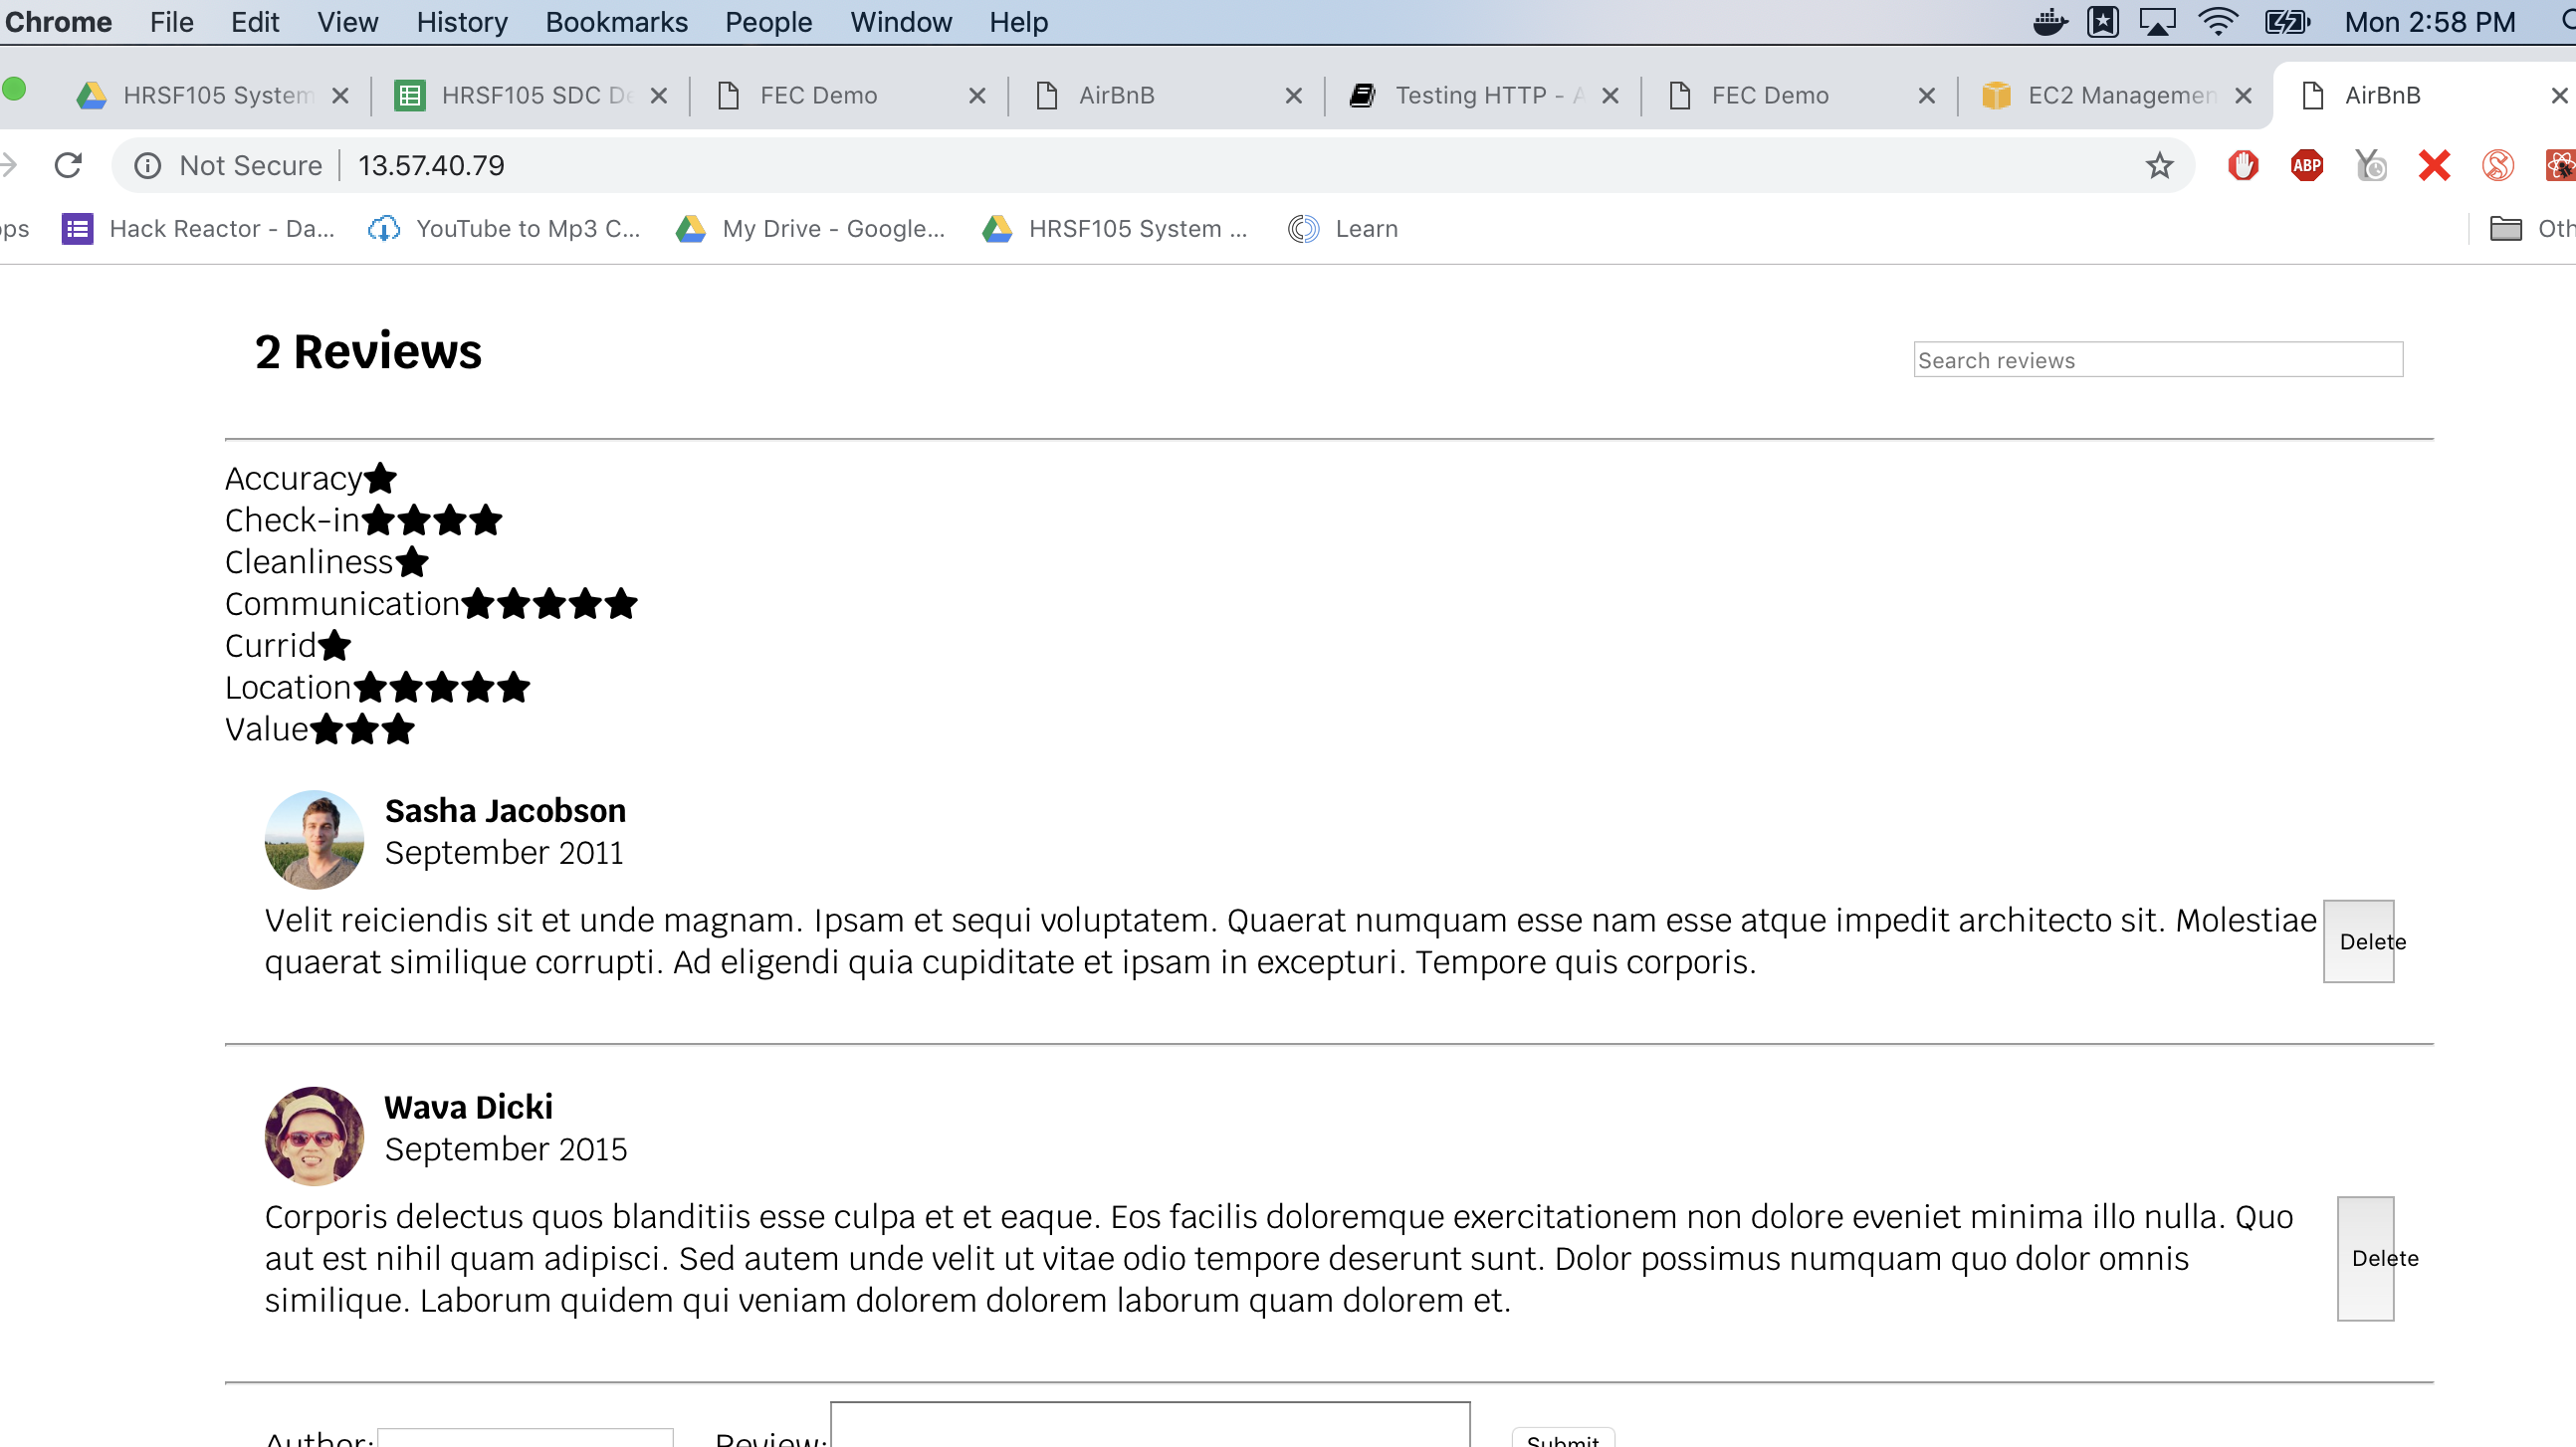 Chrome File Edit View History Bookmarks People Window Help Mon 2:58 PM
HRSF105 System HRSF105 SDC De FEC Demo AirBnB Testing HTTP - A FEC Demo EC2 Managemen AirBnB
Not Secure 13.57.40.79 ABP
ps Hack Reactor - Da... YouTube to Mp3 C... My Drive - Google... HRSF105 System ... Learn Oth
2 Reviews Search reviews
Accuracy
Check-in
Cleanliness
Communication
Currid
Location
Value
Sasha Jacobson
September 2011
Velit reiciendis sit et unde magnam. Ipsam et sequi voluptatem. Quaerat numquam esse nam esse atque impedit architecto sit. Molestiae
quaerat similique corrupti. Ad eligendi quia cupiditate et ipsam in excepturi. Tempore quis corporis.
Delete
Wava Dicki
September 2015
Corporis delectus quos blanditiis esse culpa et et eaque. Eos facilis doloremque exercitationem non dolore eveniet minima illo nulla. Quo
aut est nihil quam adipisci. Sed autem unde velit ut vitae odio tempore deserunt sunt. Dolor possimus numquam quo dolor omnis
similique. Laborum quidem qui veniam dolorem dolorem laborum quam dolorem et.
Delete
Author: Review: Submit